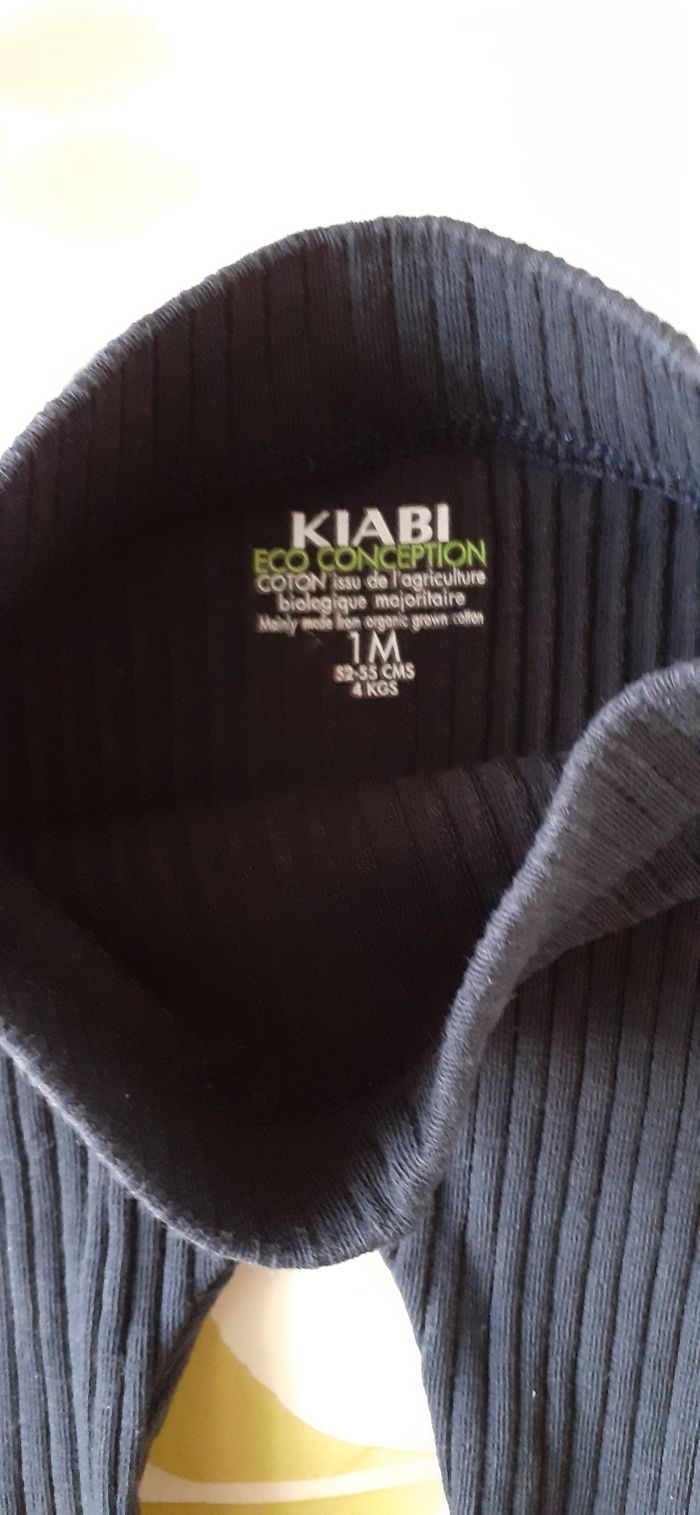 KIABI
ECO CONCEPTION
COTON issu de l'agriculture
biologique majoritaire
Mainly made from organic grown cotton
1M
52-55 CMS
4 KGS